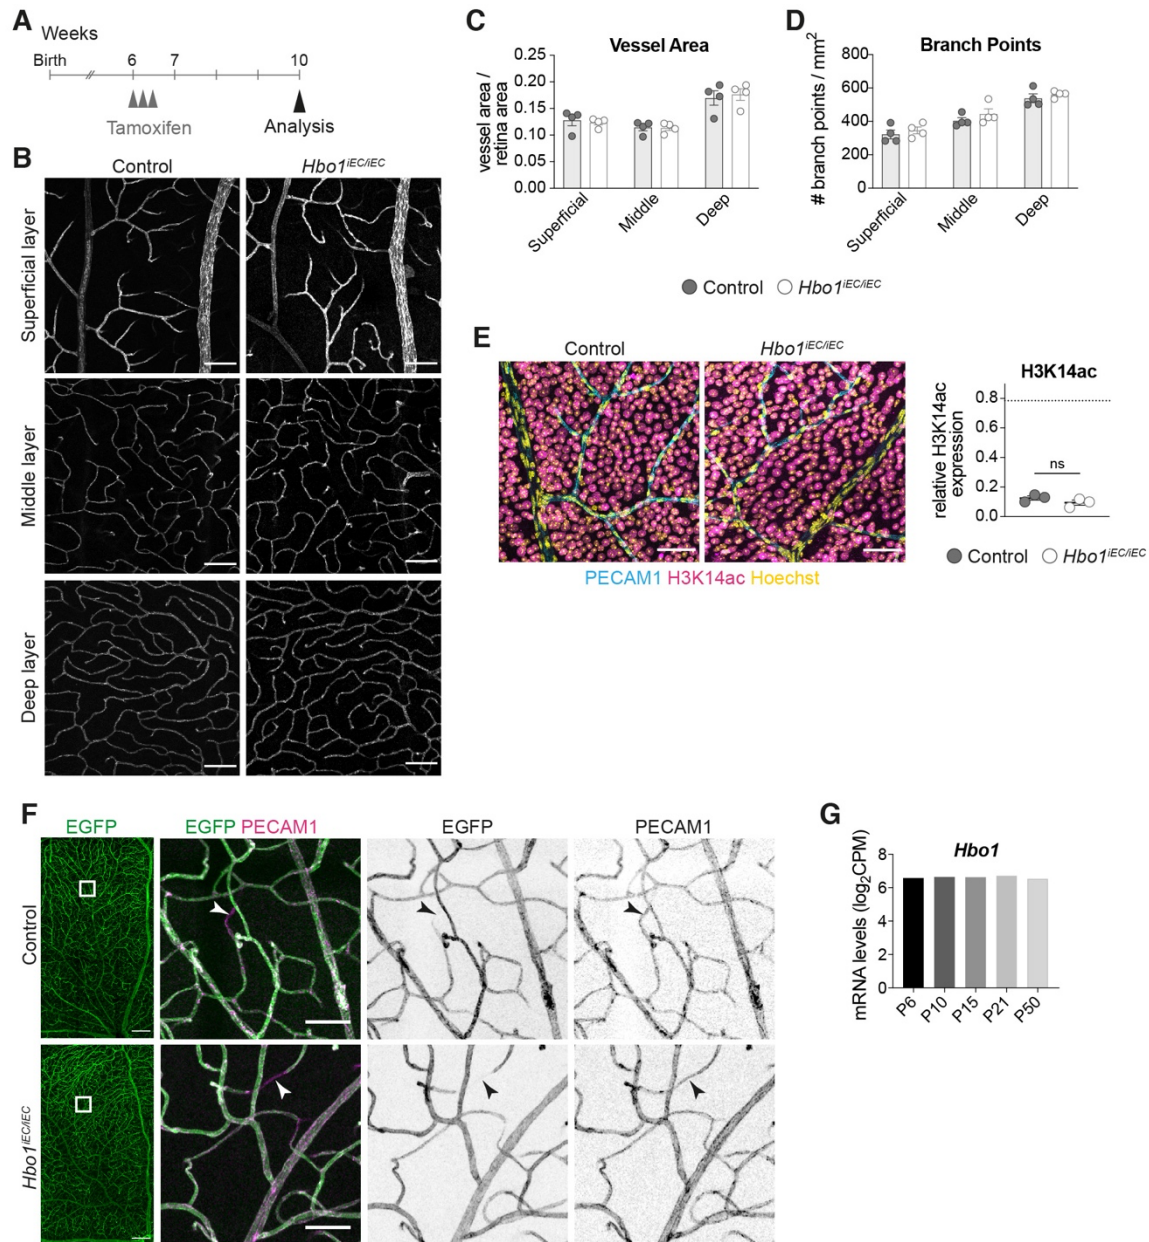 A
Weeks
Birth 6 7 10
Tamoxifen
Analysis
B
Control Hbo1iEC/iEC
Superficial layer
Middle layer
Deep layer
C
Vessel Area
vessel area /
retina area
0.25
0.20
0.15
0.10
0.05
0.00
Superficial Middle Deep
D
Branch Points
# branch points / mm²
800
600
400
200
0
Superficial Middle Deep
Control Hbo1iEC/iEC
E
Control Hbo1iEC/iEC
PECAM1 H3K14ac Hoechst
H3K14ac
relative H3K14ac
expression
0.8
0.6
0.4
0.2
0.0
ns
Control Hbo1iEC/iEC
F
EGFP EGFP PECAM1 EGFP PECAM1
Control
Hbo1iEC/iEC
G
Hbo1
mRNA levels (log₂CPM)
8
6
4
2
0
P6 P10 P15 P21 P50